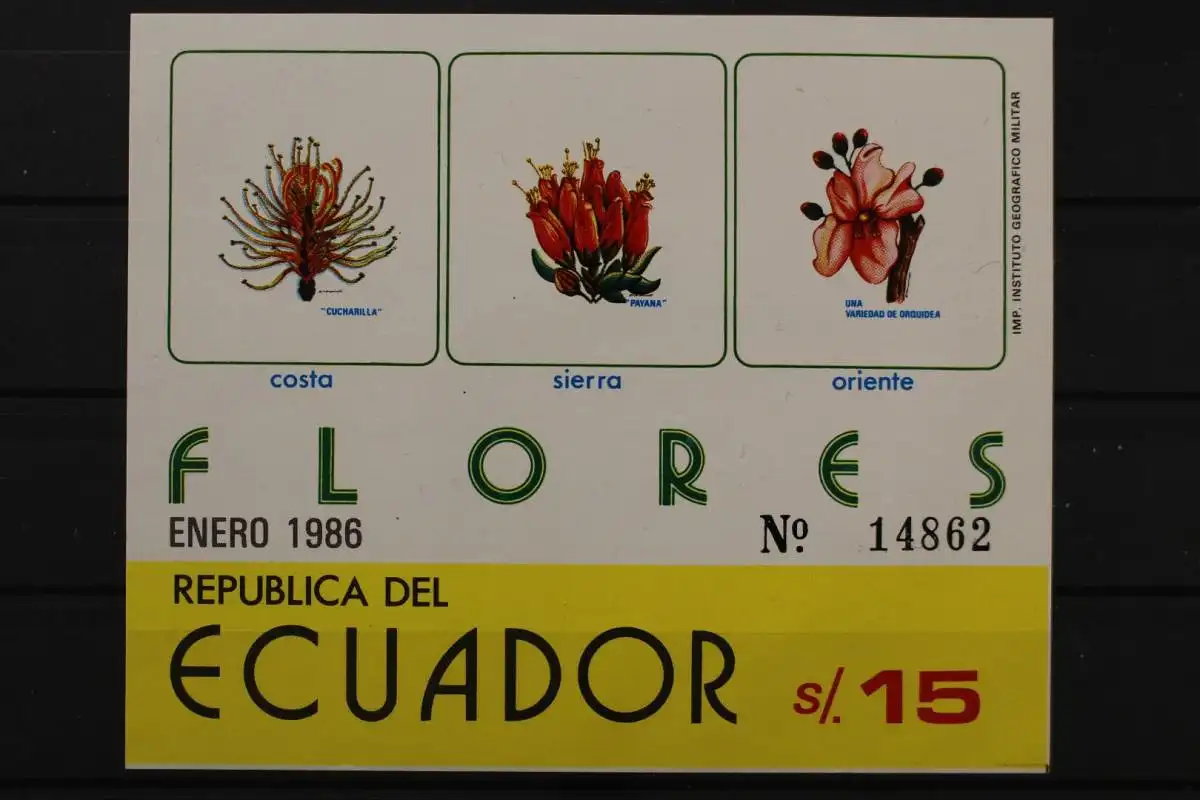 "CUCHARILLA"
"PAYANA"
UNA
VARIEDAD DE ORQUIDEA
IMP. INSTITUTO GEOGRAFICO MILITAR
costa
sierra
oriente
FLORES
ENERO 1986
Nº 14862
REPUBLICA DEL
ECUADOR
s/. 15